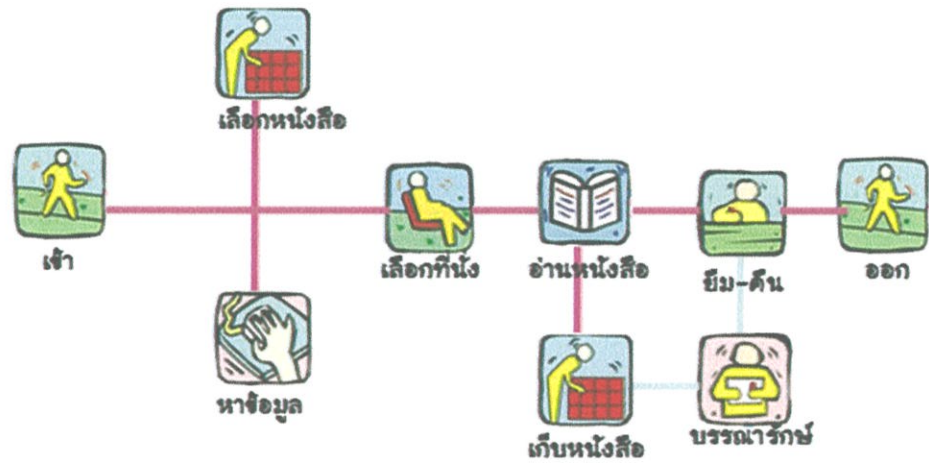 เลือกหนังสือ
เข้า
เลือกที่นั่ง
อ่านหนังสือ
ยืม-คืน
ออก
หาข้อมูล
เก็บหนังสือ
บรรณารักษ์